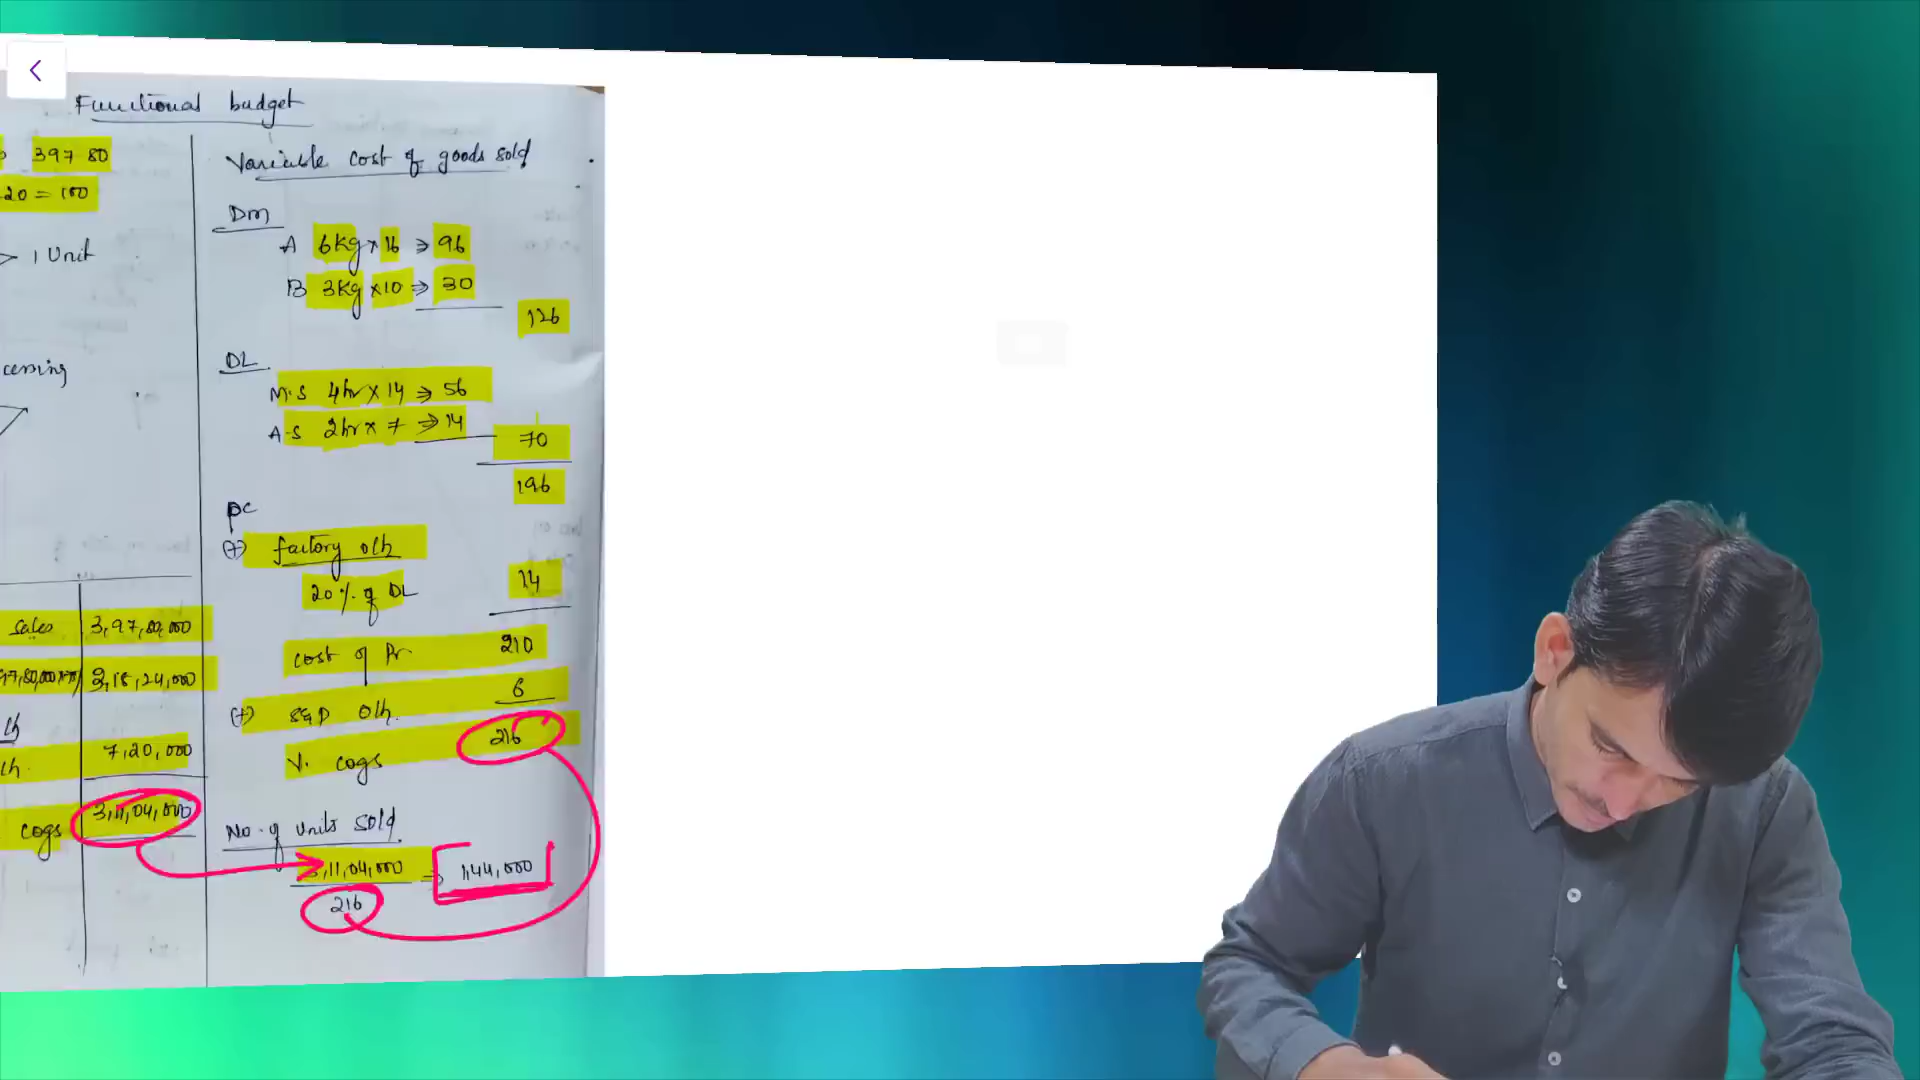 Functional budget
397 80
20 = 100
1 Unit
sales 3,97,80,000
3,18,24,000
7,20,000
cogs 3,11,04,000
Variable cost of goods sold
DM
A 6Kg × 16 ⇒ 96
B 3Kg × 10 ⇒ 30
126
DL
M.S 4hr × 14 ⇒ 56
A-S 2hr × 7 ⇒ 14
70
196
PC
(+) factory o/h
20% of DL 14
cost of Pr 210
(+) S&D O/h. 6
V. cogs 216
No. of Units sold
3,11,04,000 ⇒ 1,44,000
216